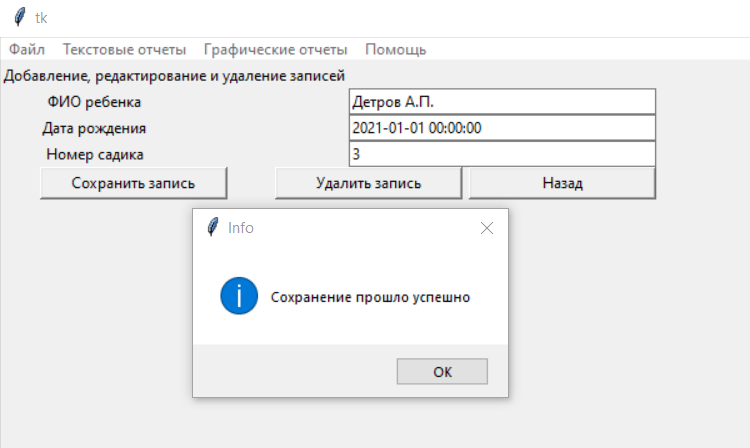 tk
Файл Текстовые отчеты Графические отчеты Помощь
Добавление, редактирование и удаление записей
ФИО ребенка Детров А.П.
Дата рождения 2021-01-01 00:00:00
Номер садика 3
Сохранить запись Удалить запись Назад
Info
Сохранение прошло успешно
ОК